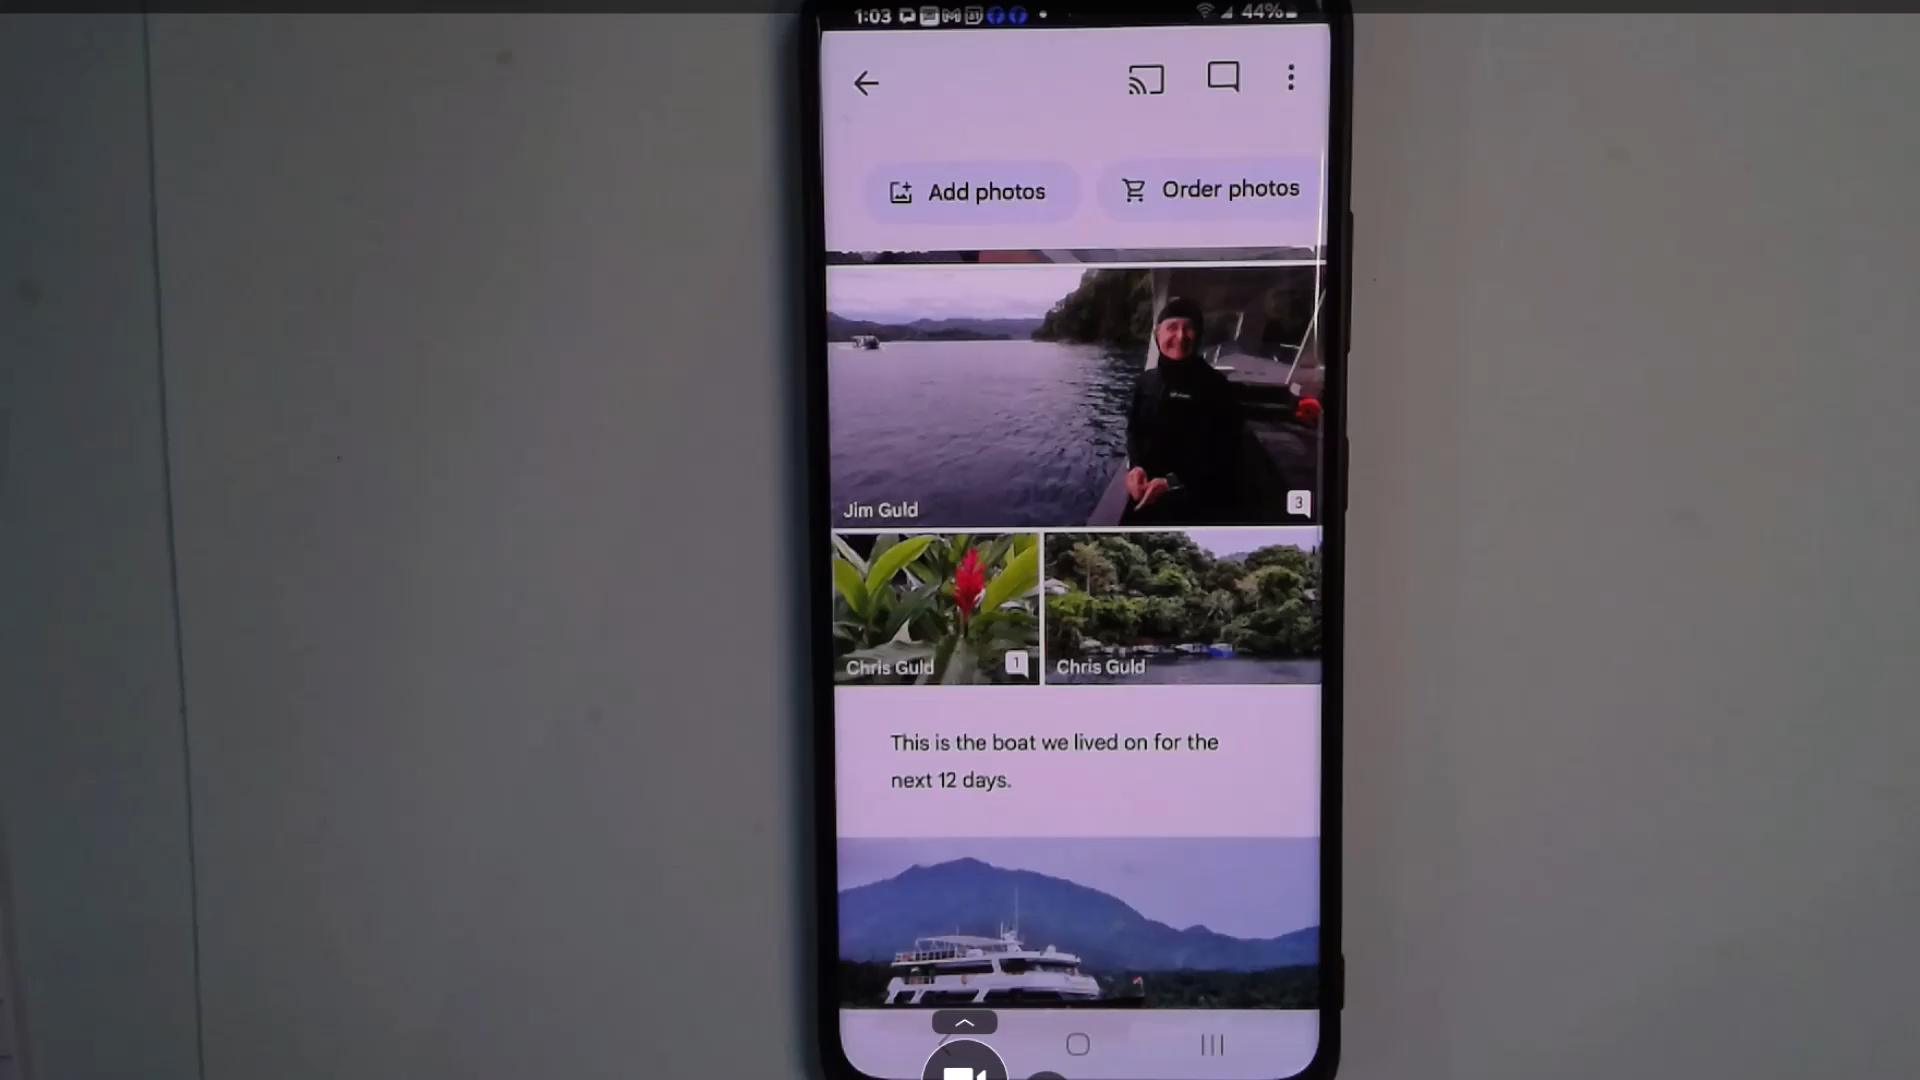 1:03 31 44%
Add photos Order photos
Jim Guld 3
Chris Guld 1 Chris Guld
This is the boat we lived on for the
next 12 days.